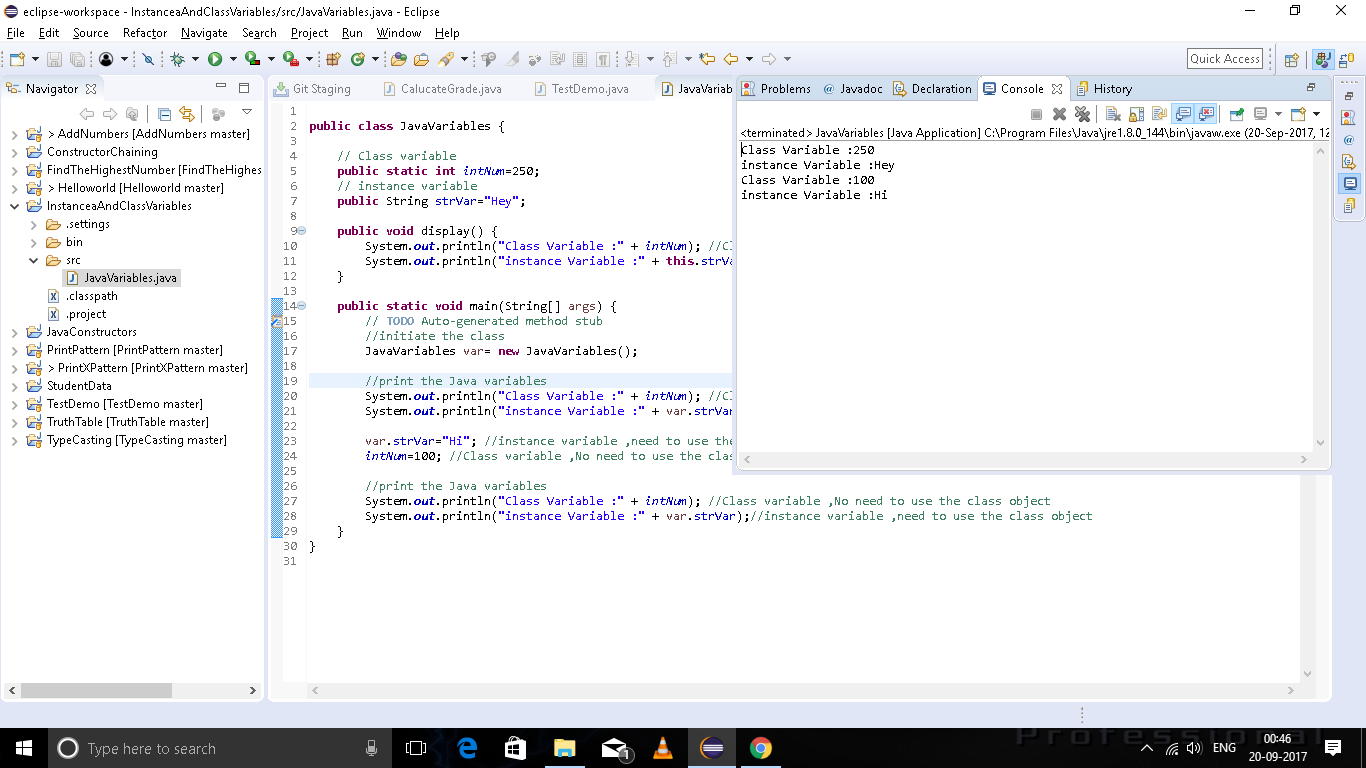 eclipse-workspace - InstanceaAndClassVariables/src/JavaVariables.java - Eclipse
File Edit Source Refactor Navigate Search Project Run Window Help
Quick Access
Navigator
> AddNumbers [AddNumbers master]
ConstructorChaining
FindTheHighestNumber [FindTheHighes
> Helloworld [Helloworld master]
InstanceaAndClassVariables
.settings
bin
src
JavaVariables.java
.classpath
.project
JavaConstructors
PrintPattern [PrintPattern master]
> PrintXPattern [PrintXPattern master]
StudentData
TestDemo [TestDemo master]
TruthTable [TruthTable master]
TypeCasting [TypeCasting master]
Git Staging CalucateGrade.java TestDemo.java JavaVariab
1
2 public class JavaVariables {
3
4 // Class variable
5 public static int intNum=250;
6 // instance variable
7 public String strVar="Hey";
8
9 public void display() {
10 System.out.println("Class Variable :" + intNum); //Cl
11 System.out.println("instance Variable :" + this.strVa
12 }
13
14 public static void main(String[] args) {
15 // TODO Auto-generated method stub
16 //initiate the class
17 JavaVariables var= new JavaVariables();
18
19 //print the Java variables
20 System.out.println("Class Variable :" + intNum); //Cl
21 System.out.println("instance Variable :" + var.strVar
22
23 var.strVar="Hi"; //instance variable ,need to use the
24 intNum=100; //Class variable ,No need to use the clas
25
26 //print the Java variables
27 System.out.println("Class Variable :" + intNum); //Class variable ,No need to use the class object
28 System.out.println("instance Variable :" + var.strVar);//instance variable ,need to use the class object
29 }
30 }
31
Problems @ Javadoc Declaration Console History
<terminated> JavaVariables [Java Application] C:\Program Files\Java\jre1.8.0_144\bin\javaw.exe (20-Sep-2017, 12
Class Variable :250
instance Variable :Hey
Class Variable :100
instance Variable :Hi
Professional
Type here to search
1
ENG
00:46
20-09-2017